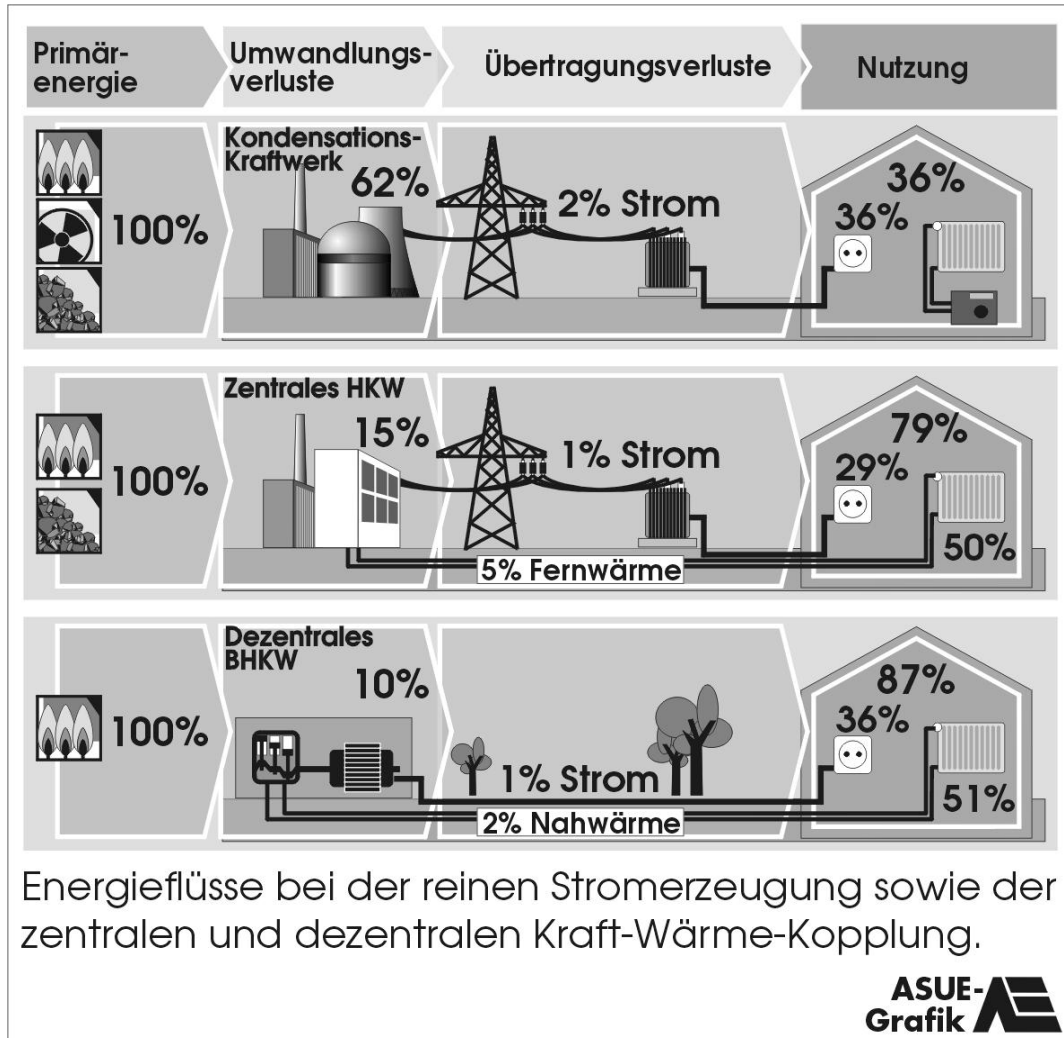 Primär-
energie
Umwandlungs-
verluste
Übertragungsverluste
Nutzung
100%
Kondensations-
Kraftwerk
62%
2% Strom
36%
36%
100%
Zentrales HKW
15%
1% Strom
5% Fernwärme
79%
29%
50%
100%
Dezentrales
BHKW
10%
1% Strom
2% Nahwärme
87%
36%
51%
Energieflüsse bei der reinen Stromerzeugung sowie der
zentralen und dezentralen Kraft-Wärme-Kopplung.
ASUE-
Grafik